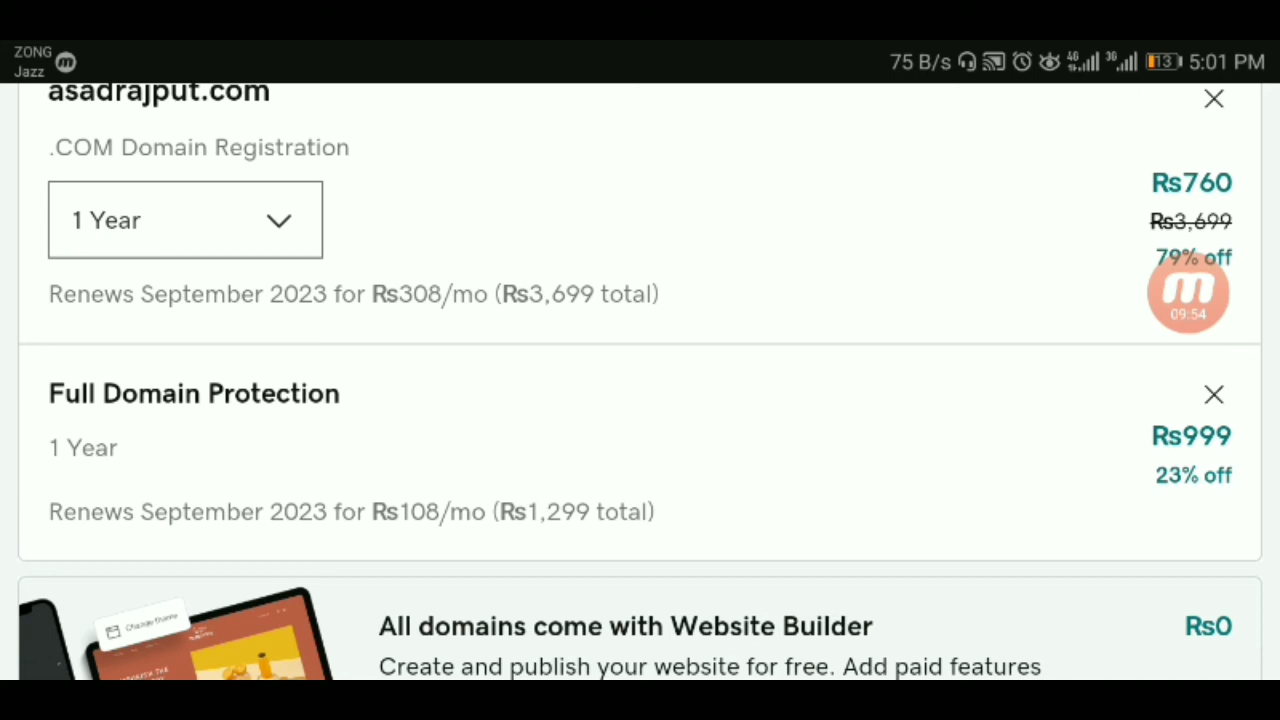 ZONG
Jazz
75 B/s 4G 3G 13 5:01 PM
asadrajput.com
.COM Domain Registration
Rs760
1 Year
Rs3,699
79% off
Renews September 2023 for Rs308/mo (Rs3,699 total)
m
09:54
Full Domain Protection
Rs999
1 Year
23% off
Renews September 2023 for Rs108/mo (Rs1,299 total)
All domains come with Website Builder
Rs0
Create and publish your website for free. Add paid features